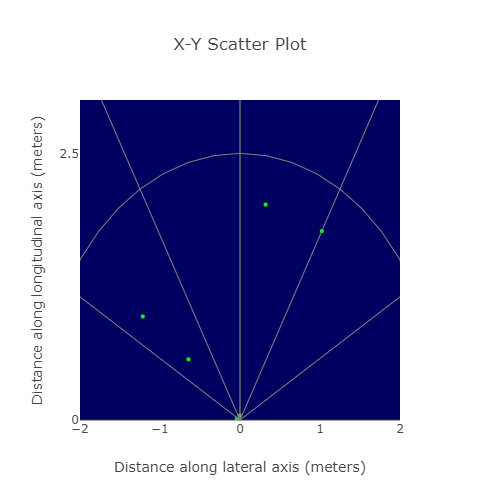 X-Y Scatter Plot
Distance along longitudinal axis (meters)
2.5
0
−2
−1
0
1
2
Distance along lateral axis (meters)